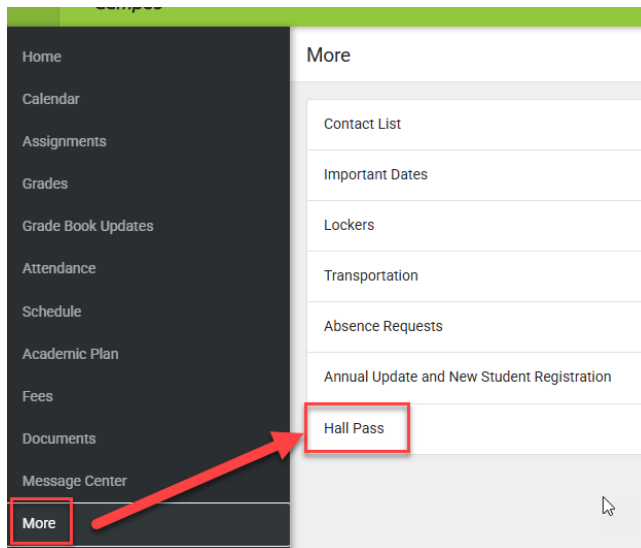 Campus
Home
Calendar
Assignments
Grades
Grade Book Updates
Attendance
Schedule
Academic Plan
Fees
Documents
Message Center
More
More
Contact List
Important Dates
Lockers
Transportation
Absence Requests
Annual Update and New Student Registration
Hall Pass